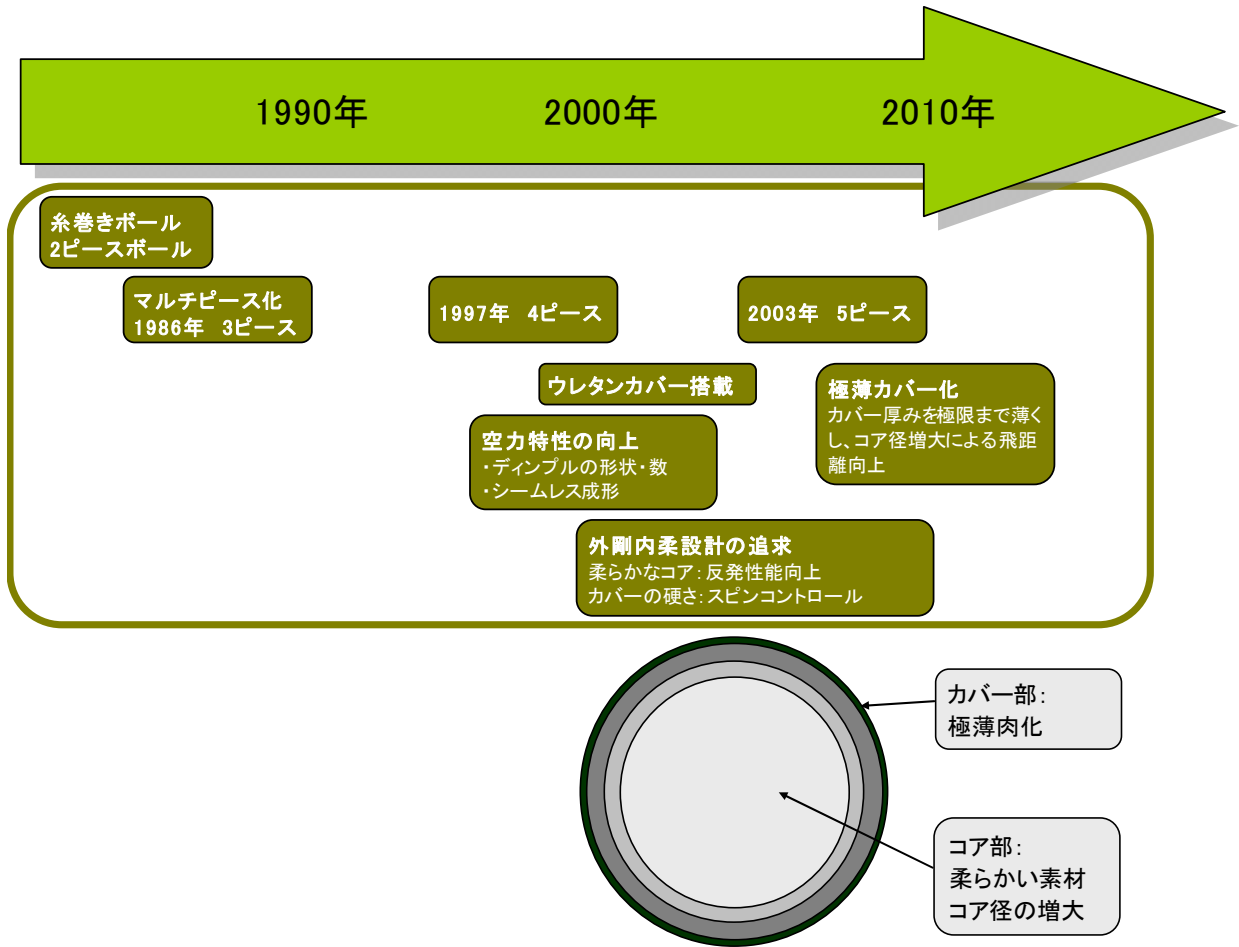 1990年
2000年
2010年
糸巻きボール
2ピースボール
マルチピース化
1986年 3ピース
1997年 4ピース
2003年 5ピース
ウレタンカバー搭載
極薄カバー化
カバー厚みを極限まで薄く
し、コア径増大による飛距
離向上
空力特性の向上
・ディンプルの形状・数
・シームレス成形
外剛内柔設計の追求
柔らかなコア：反発性能向上
カバーの硬さ：スピンコントロール
カバー部：
極薄肉化
コア部：
柔らかい素材
コア径の増大